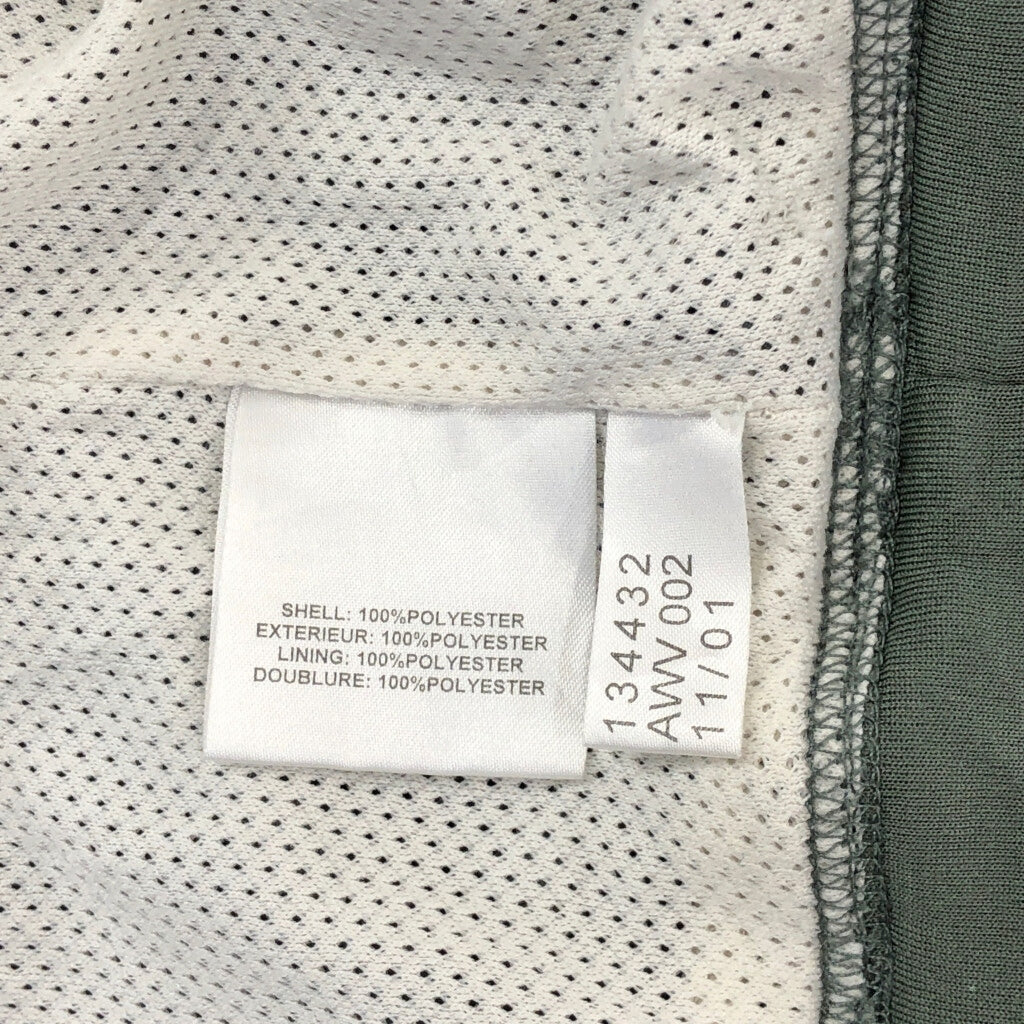 SHELL: 100%POLYESTER
EXTERIEUR: 100%POLYESTER
LINING: 100%POLYESTER
DOUBLURE: 100%POLYESTER
134432
AWV 002
11/01